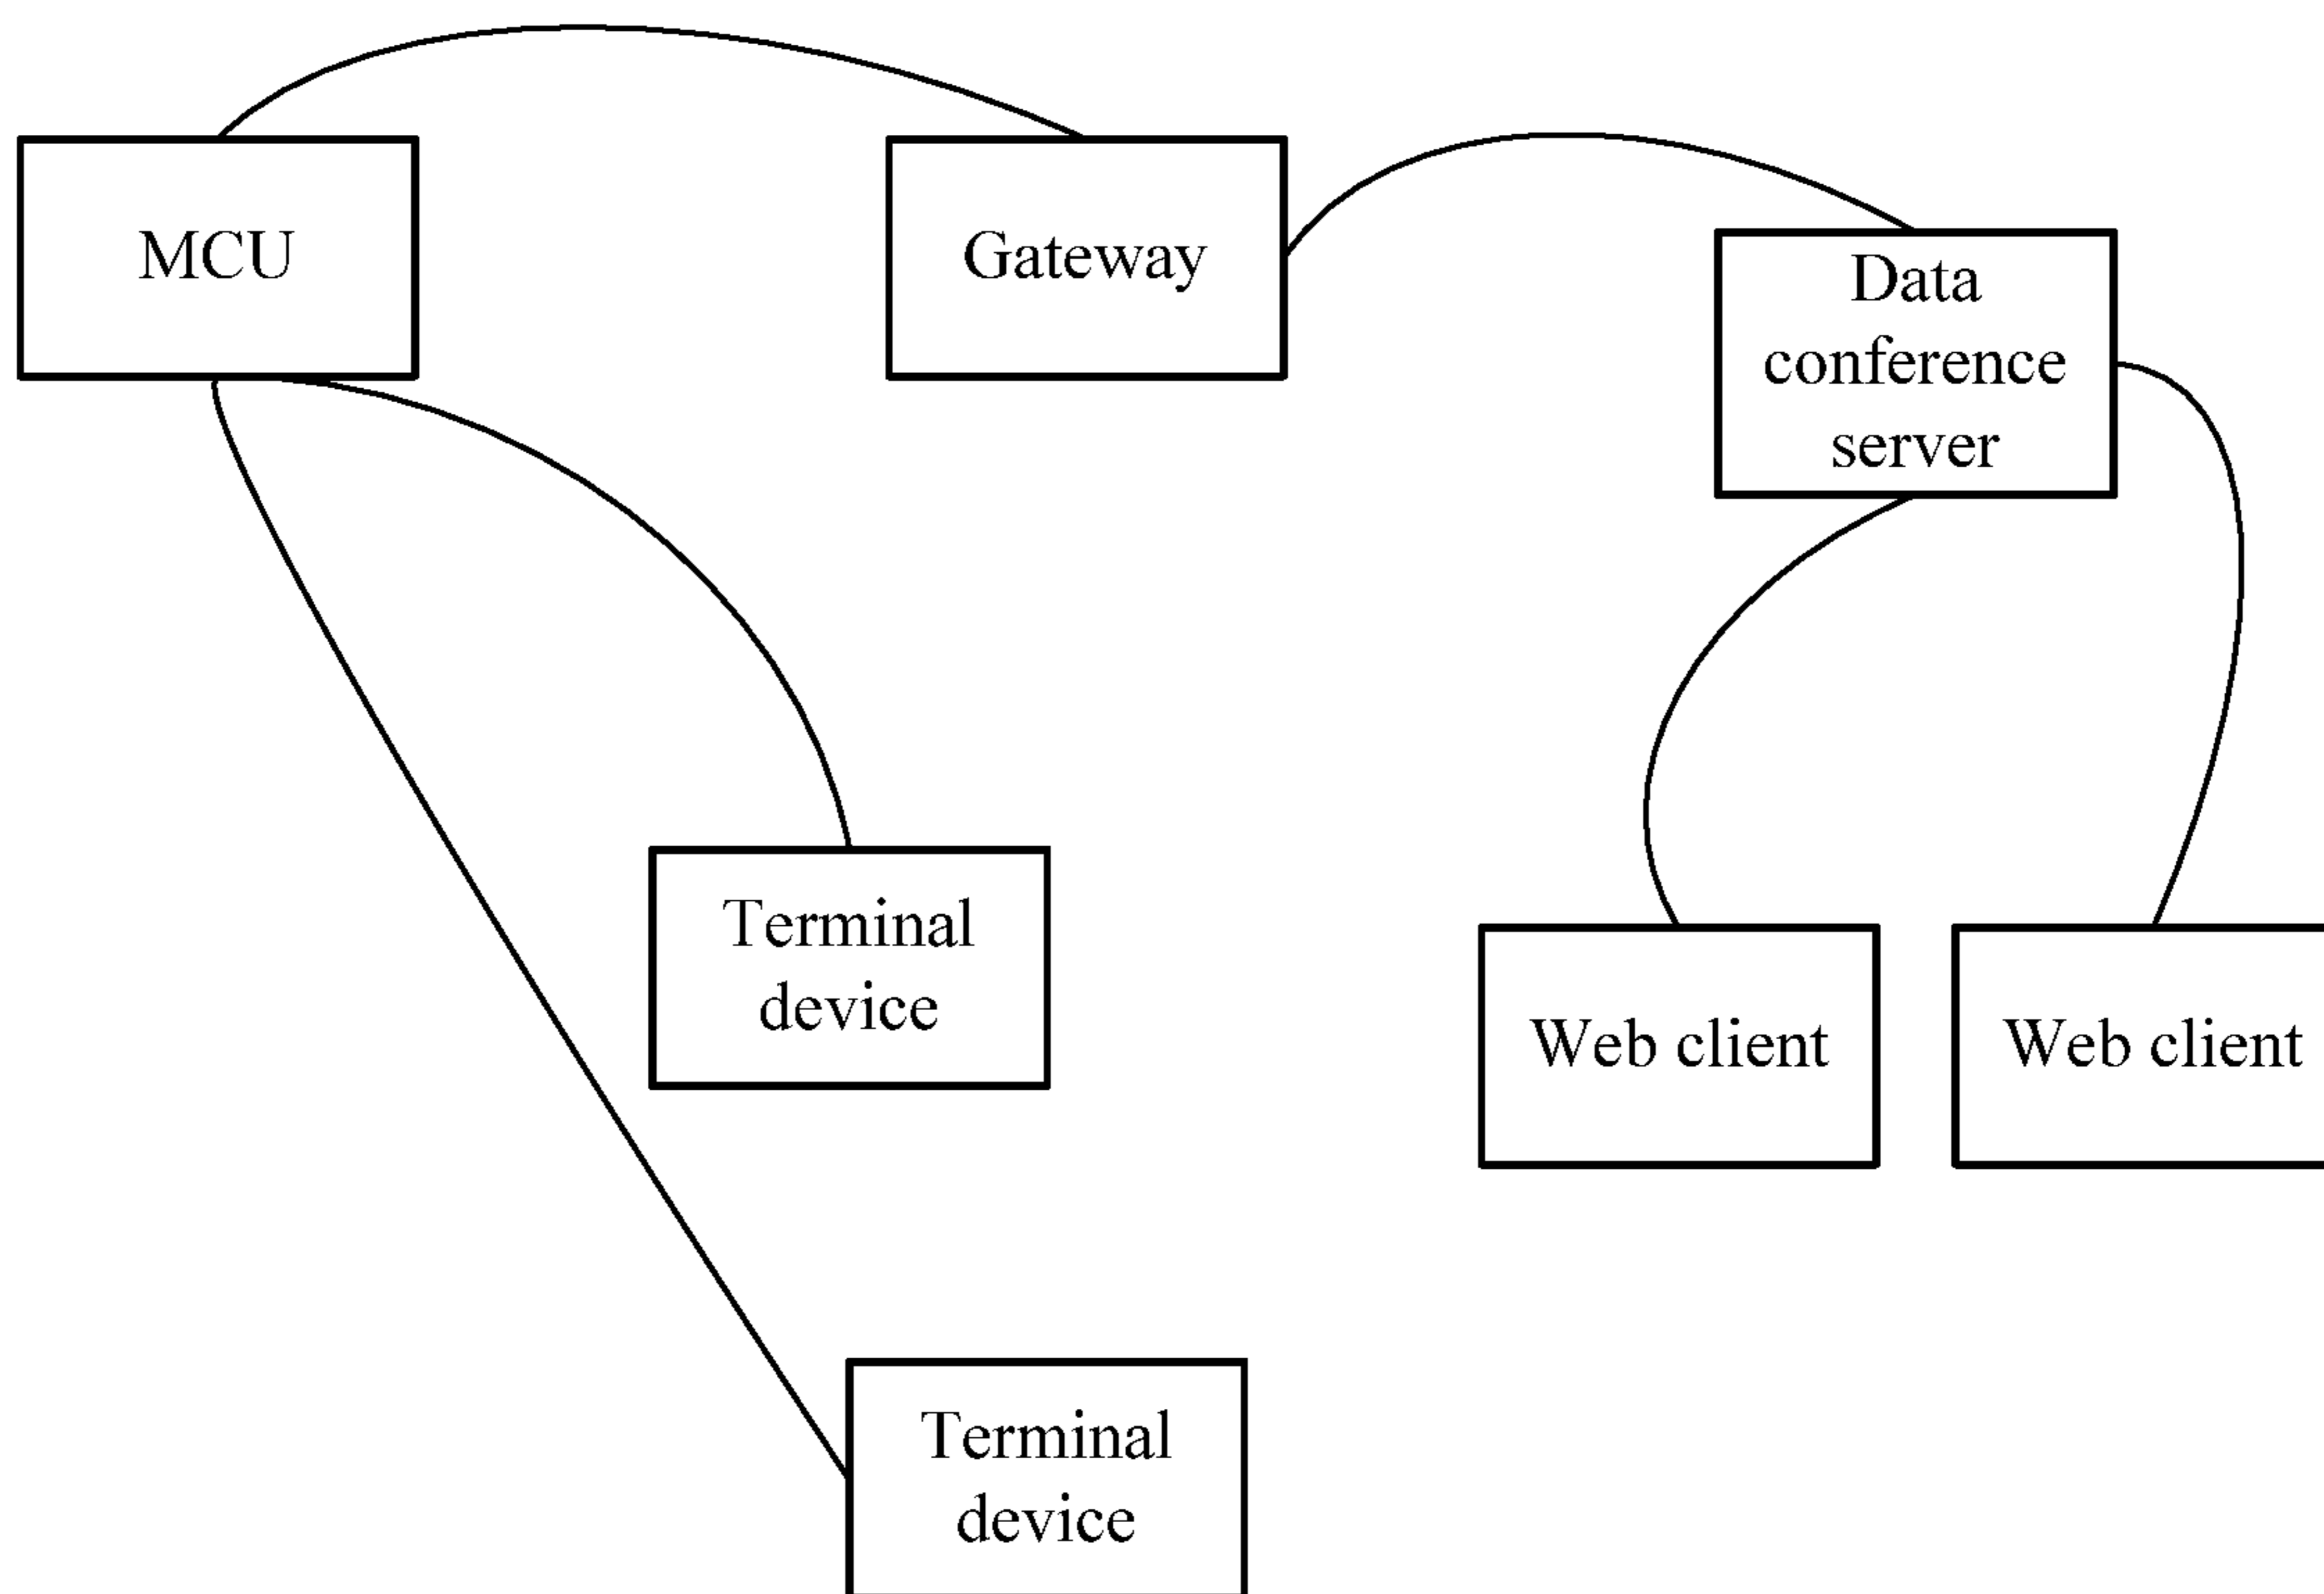 MCU
Gateway
Data
conference
server
Terminal
device
Web client
Web client
Terminal
device